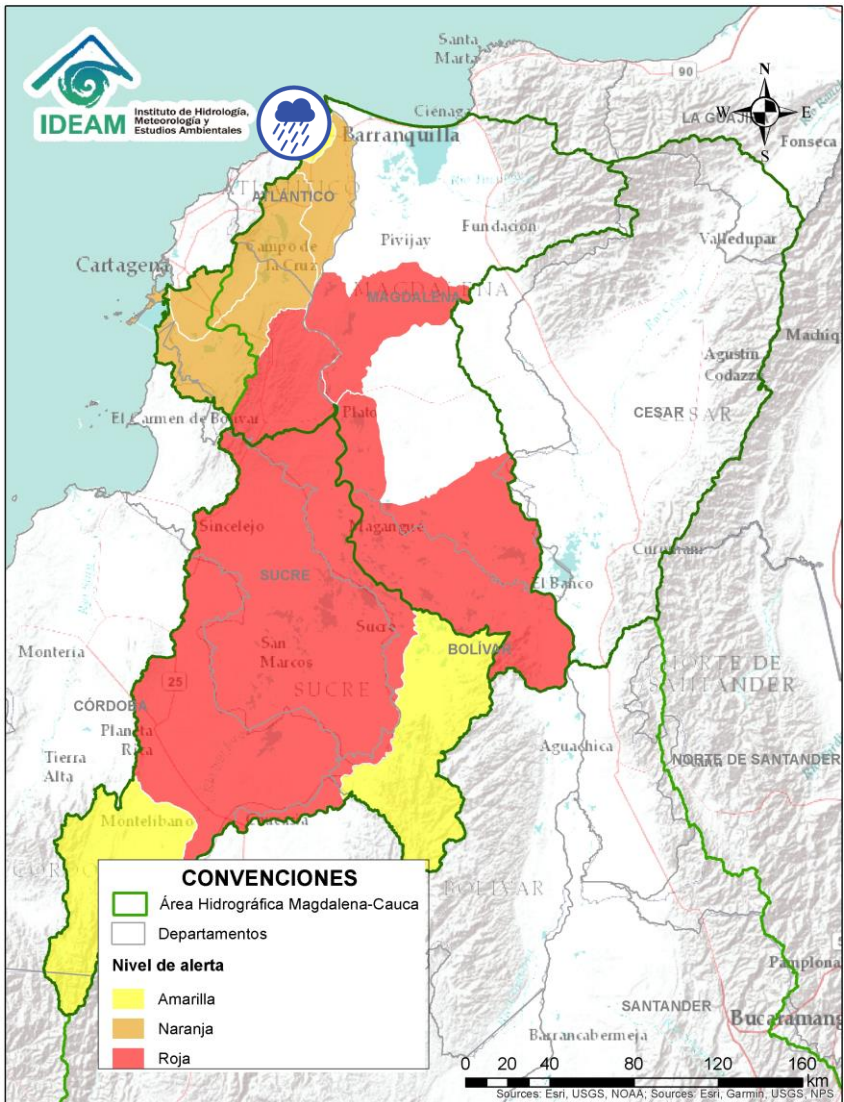 IDEAM
Instituto de Hidrología,
Meteorología y
Estudios Ambientales
Santa
Marta
90
N
W
E
S
Ciénaga
LA GUAJIRA
Fonseca
Barranquilla
ATLÁNTICO
Campo de
la Cruz
Pivijay
Fundación
Valledupar
Cartagena
MAGDALENA
Agustín
Codazzi
El Carmen de Bolívar
Plato
CESAR
CESAR
Sincelejo
Magangué
Curumaní
SUCRE
El Banco
Montería
San
Marcos
Sucre
BOLÍVAR
NORTE DE
SANTANDER
25
SUCRE
CÓRDOBA
Planeta
Rica
Tierra
Alta
Aguachica
NORTE DE SANTANDER
Montelibano
BOLÍVAR
CONVENCIONES
Área Hidrográfica Magdalena-Cauca
Departamentos
Nivel de alerta
Amarilla
Naranja
Roja
Pamplona
SANTANDER
Bucaramang
Barrancabermeja
0 20 40 80 120 160
km
Sources: Esri, USGS, NOAA; Sources: Esri, Garmin, USGS, NPS